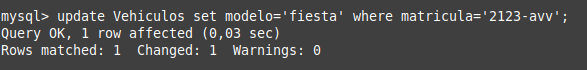 mysql> update Vehiculos set modelo='fiesta' where matricula='2123-avv';
Query OK, 1 row affected (0,03 sec)
Rows matched: 1  Changed: 1  Warnings: 0